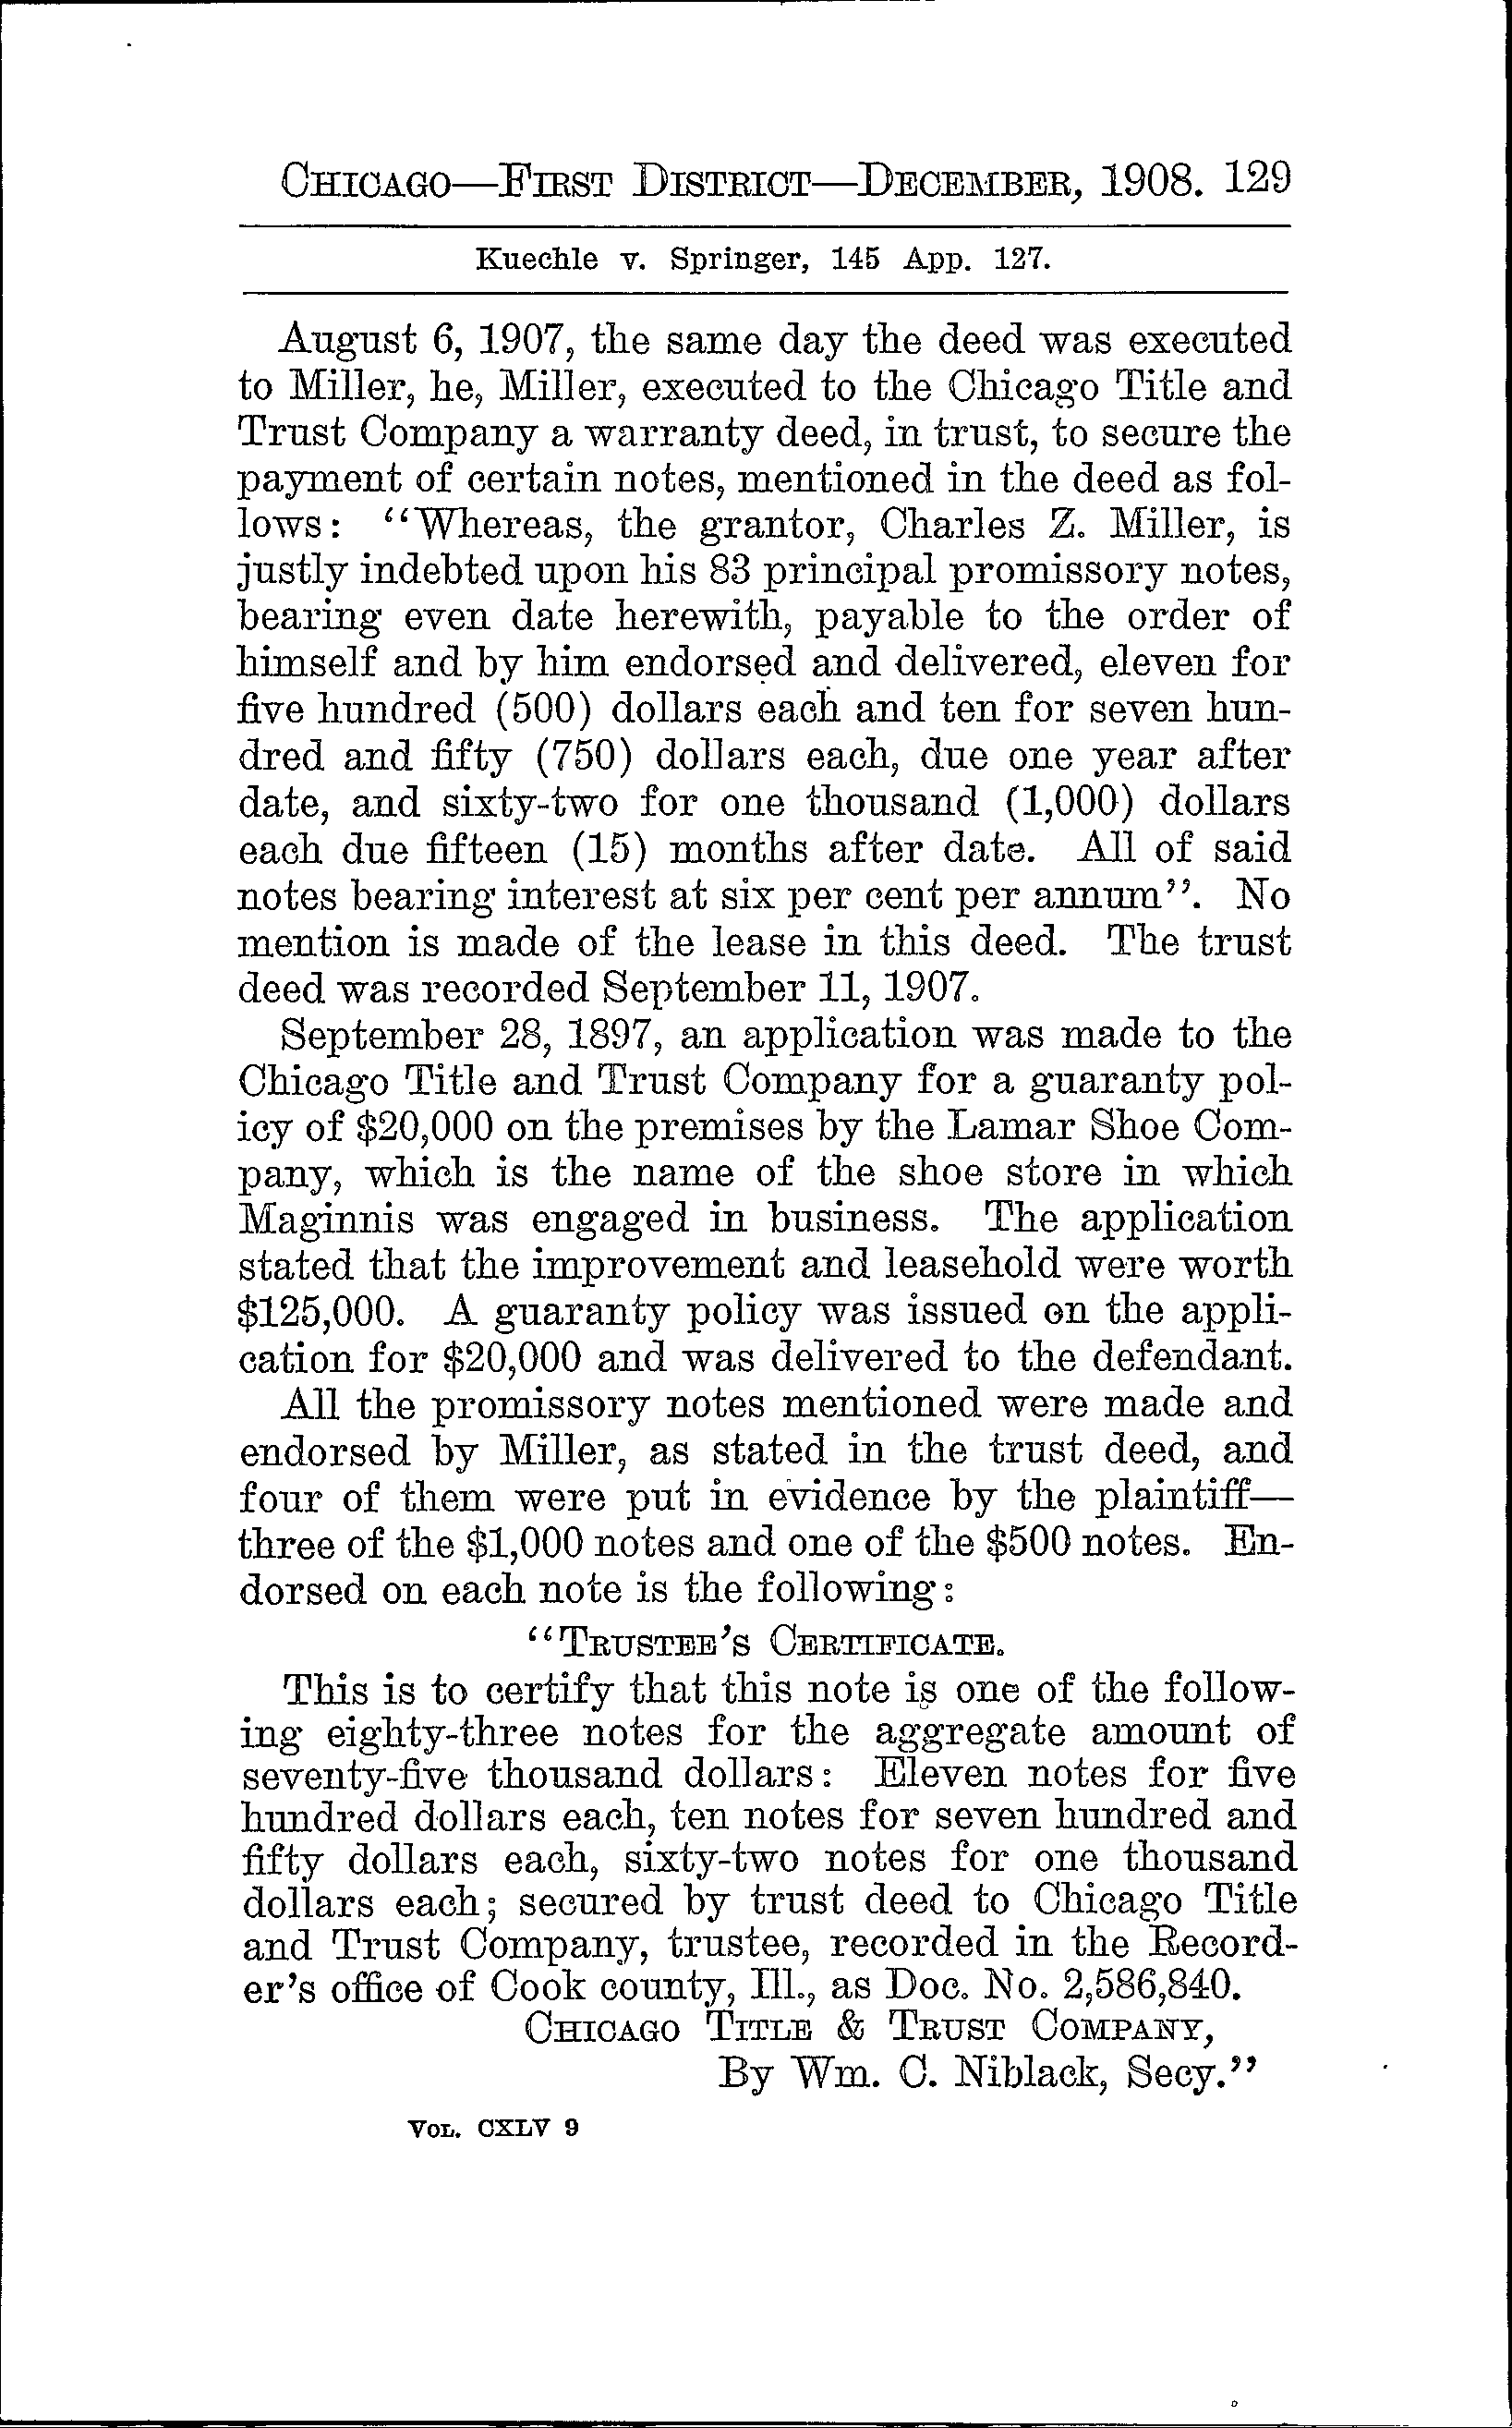 CHICAGO—FIRST DISTRICT—DECEMBER, 1908. 129
Kuechle v. Springer, 145 App. 127.
August 6, 1907, the same day the deed was executed
to Miller, he, Miller, executed to the Chicago Title and
Trust Company a warranty deed, in trust, to secure the
payment of certain notes, mentioned in the deed as fol-
lows: "Whereas, the grantor, Charles Z. Miller, is
justly indebted upon his 83 principal promissory notes,
bearing even date herewith, payable to the order of
himself and by him endorsed and delivered, eleven for
five hundred (500) dollars each and ten for seven hun-
dred and fifty (750) dollars each, due one year after
date, and sixty-two for one thousand (1,000) dollars
each due fifteen (15) months after date. All of said
notes bearing interest at six per cent per annum". No
mention is made of the lease in this deed. The trust
deed was recorded September 11, 1907.
September 28, 1897, an application was made to the
Chicago Title and Trust Company for a guaranty pol-
icy of $20,000 on the premises by the Lamar Shoe Com-
pany, which is the name of the shoe store in which
Maginnis was engaged in business. The application
stated that the improvement and leasehold were worth
$125,000. A guaranty policy was issued on the appli-
cation for $20,000 and was delivered to the defendant.
All the promissory notes mentioned were made and
endorsed by Miller, as stated in the trust deed, and
four of them were put in evidence by the plaintiff—
three of the $1,000 notes and one of the $500 notes. En-
dorsed on each note is the following:
"TRUSTEE'S CERTIFICATE.
This is to certify that this note is one of the follow-
ing eighty-three notes for the aggregate amount of
seventy-five thousand dollars: Eleven notes for five
hundred dollars each, ten notes for seven hundred and
fifty dollars each, sixty-two notes for one thousand
dollars each; secured by trust deed to Chicago Title
and Trust Company, trustee, recorded in the Record-
er's office of Cook county, Ill., as Doc. No. 2,586,840.
CHICAGO TITLE & TRUST COMPANY,
By Wm. C. Niblack, Secy."
VOL. CXLV 9